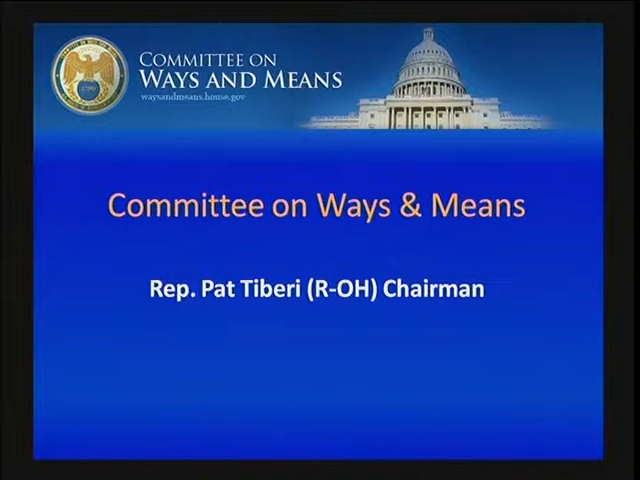 COMMITTEE ON
WAYS AND MEANS
waysandmeans.house.gov
Committee on Ways & Means
Rep. Pat Tiberi (R-OH) Chairman